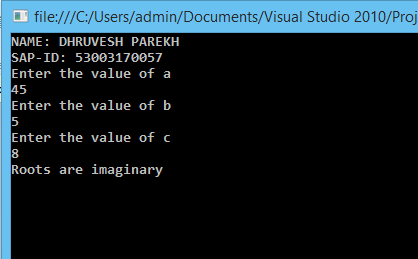 file:///C:/Users/admin/Documents/Visual Studio 2010/Proj
NAME: DHRUVESH PAREKH
SAP-ID: 53003170057
Enter the value of a
45
Enter the value of b
5
Enter the value of c
8
Roots are imaginary